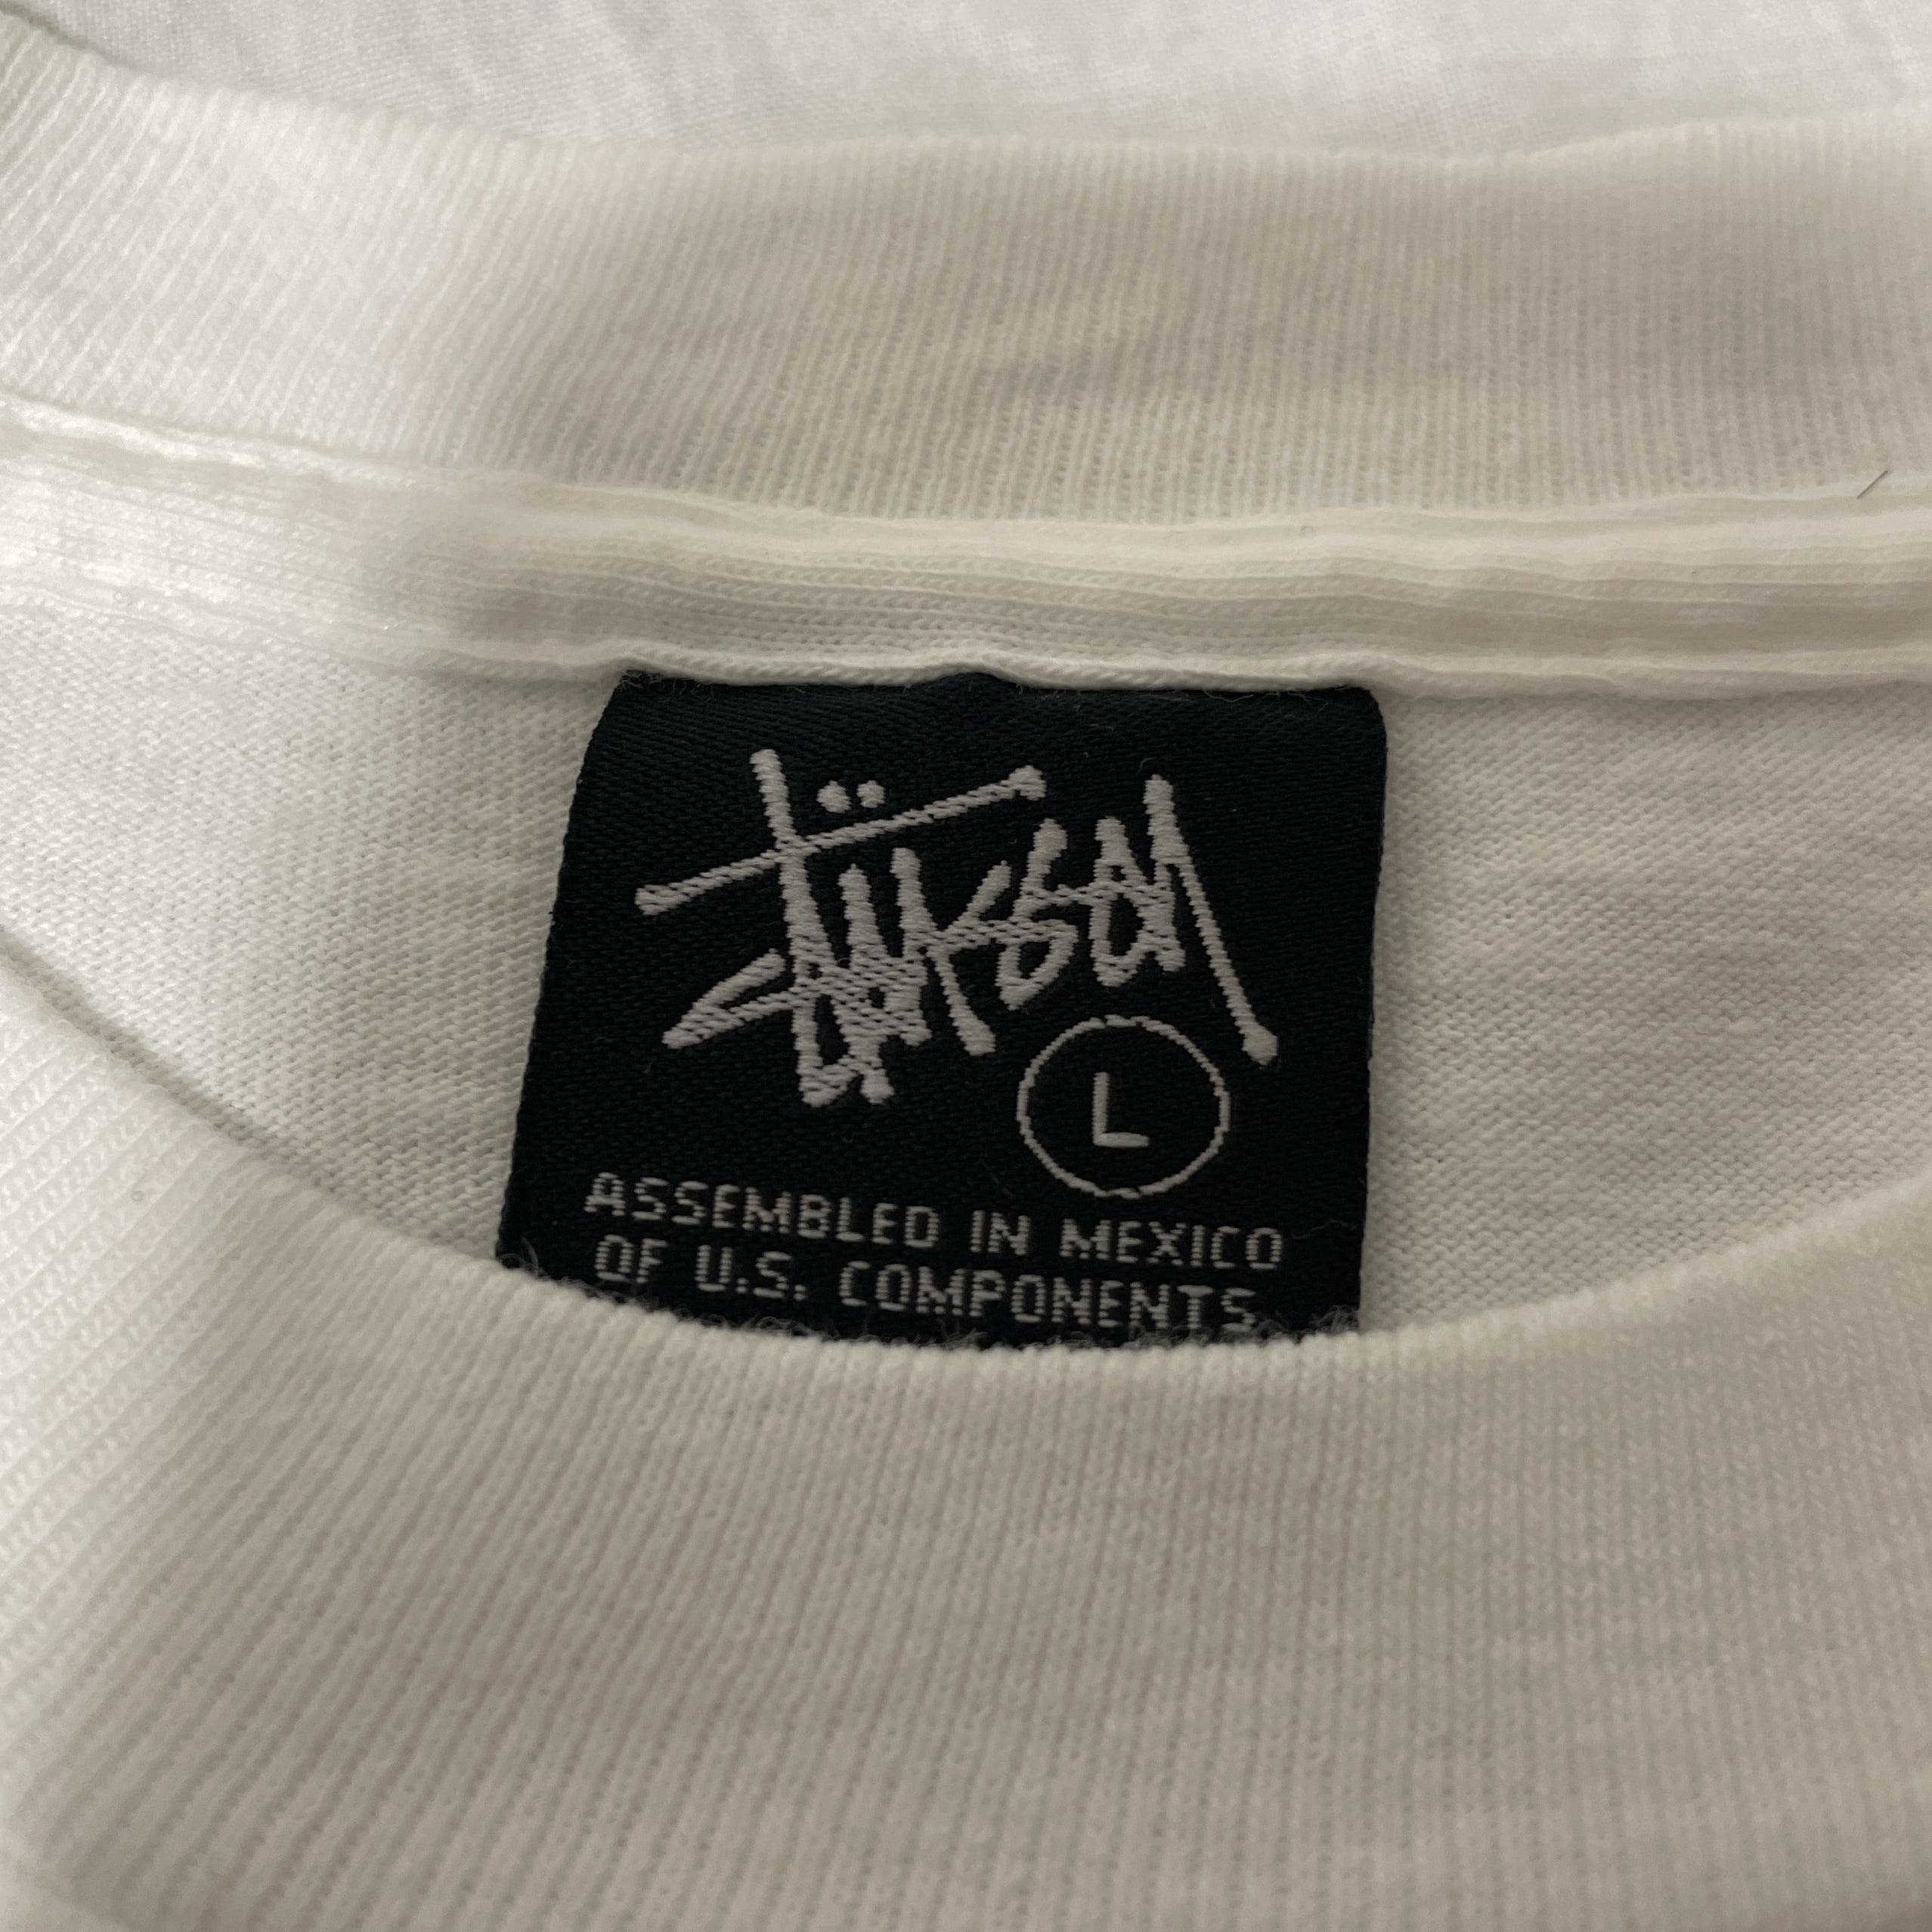 Stüssy
L
ASSEMBLED IN MEXICO
OF U.S. COMPONENTS